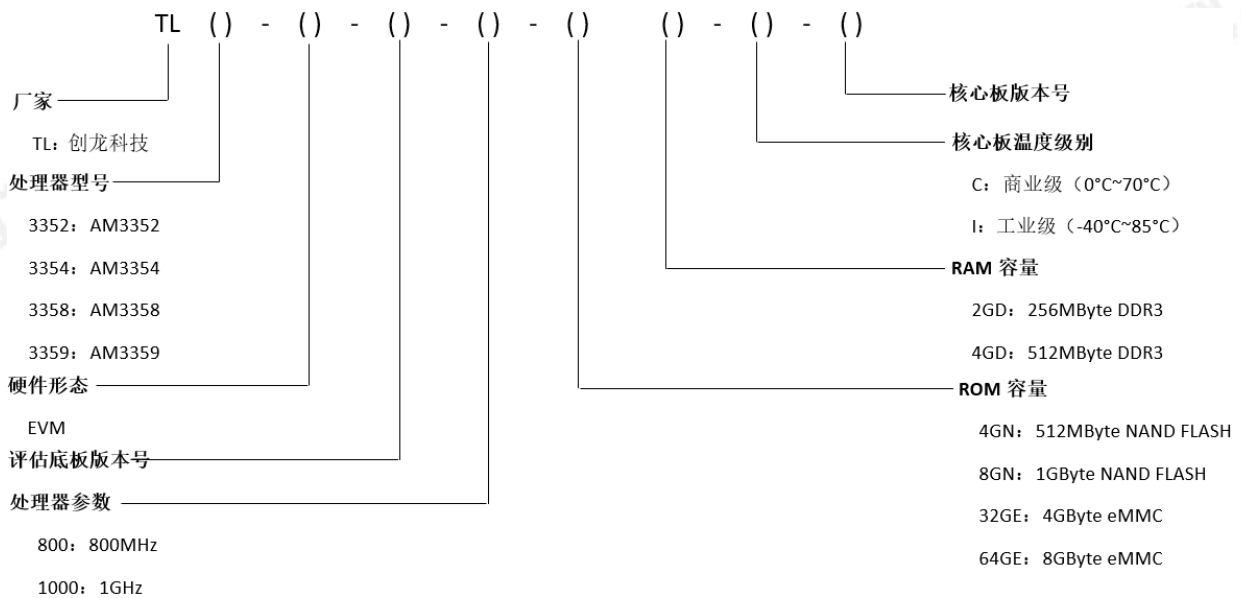 TL () - () - () - () - () () - () - ()
厂家
TL：创龙科技
处理器型号
3352：AM3352
3354：AM3354
3358：AM3358
3359：AM3359
硬件形态
EVM
评估底板版本号
处理器参数
800：800MHz
1000：1GHz
核心板版本号
核心板温度级别
C：商业级（0°C~70°C）
I：工业级（-40°C~85°C）
RAM 容量
2GD：256MByte DDR3
4GD：512MByte DDR3
ROM 容量
4GN：512MByte NAND FLASH
8GN：1GByte NAND FLASH
32GE：4GByte eMMC
64GE：8GByte eMMC